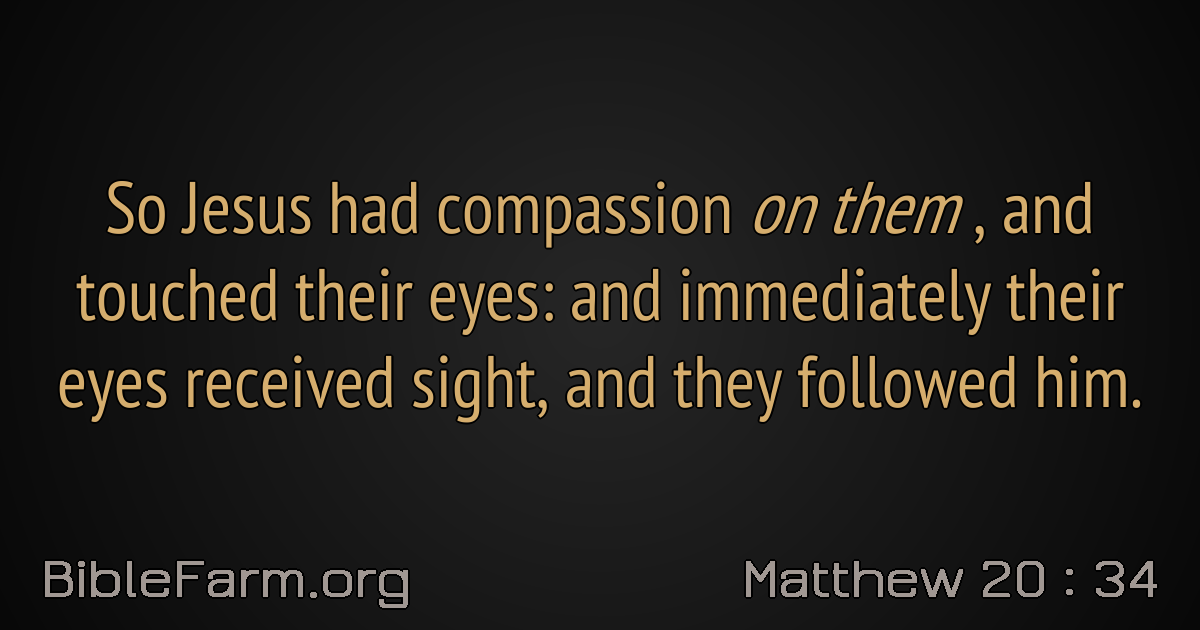 So Jesus had compassion on them , and
touched their eyes: and immediately their
eyes received sight, and they followed him.
BibleFarm.org
Matthew 20 : 34